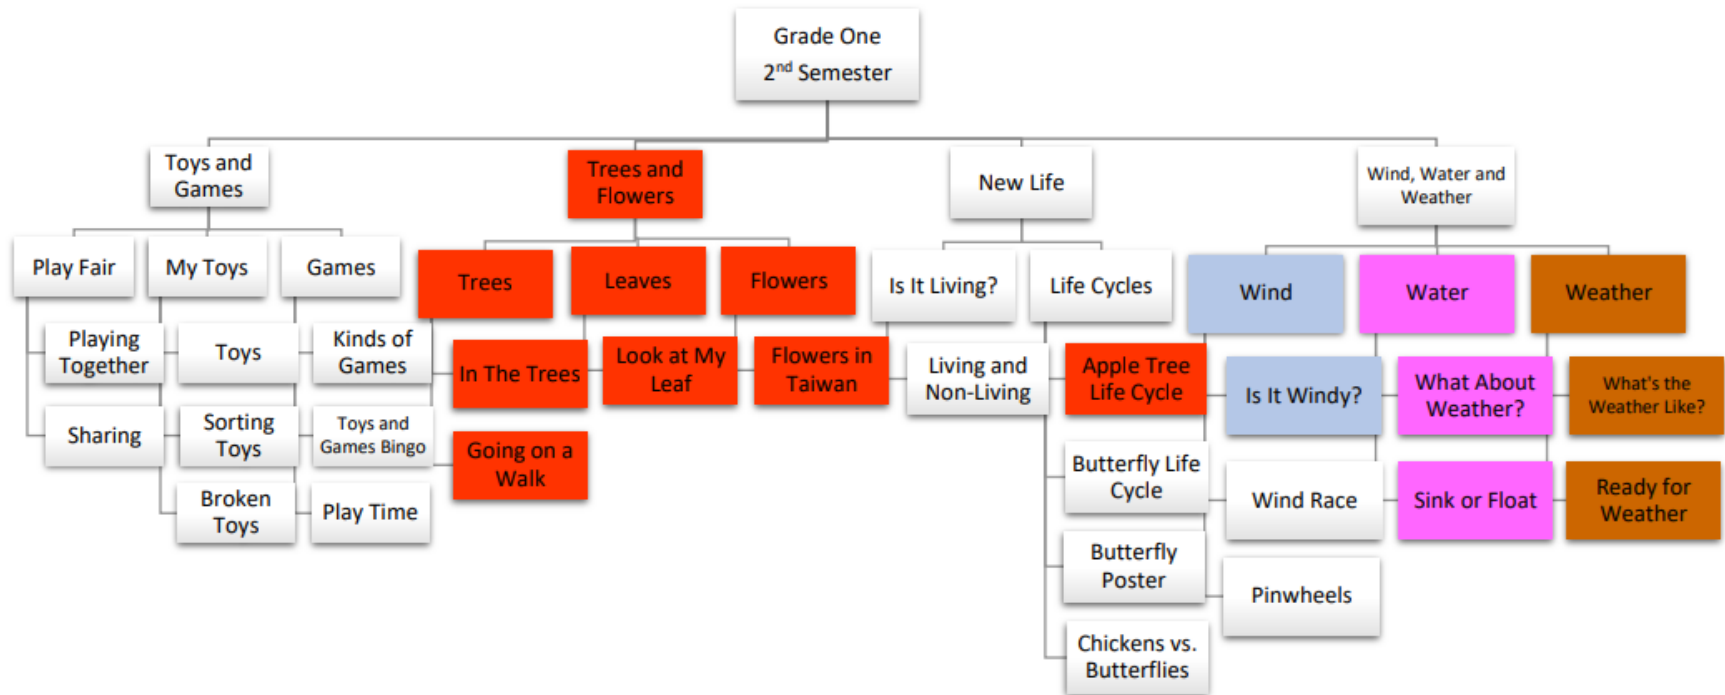 Grade One
2nd Semester
Toys and
Games
Trees and
Flowers
New Life
Wind, Water and
Weather
Play Fair
My Toys
Games
Trees
Leaves
Flowers
Is It Living?
Life Cycles
Wind
Water
Weather
Playing
Together
Toys
Kinds of
Games
In The Trees
Look at My
Leaf
Flowers in
Taiwan
Living and
Non-Living
Apple Tree
Life Cycle
Is It Windy?
What About
Weather?
What's the
Weather Like?
Sharing
Sorting
Toys
Toys and
Games Bingo
Going on a
Walk
Butterfly Life
Cycle
Wind Race
Sink or Float
Ready for
Weather
Broken
Toys
Play Time
Butterfly
Poster
Pinwheels
Chickens vs.
Butterflies